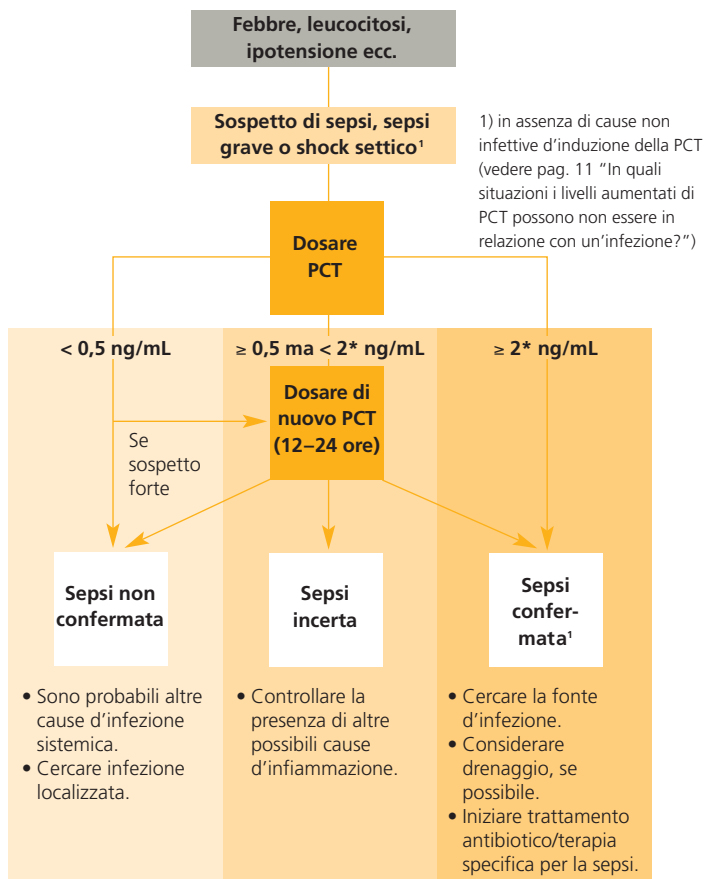 Febbre, leucocitosi,
ipotensione ecc.
Sospetto di sepsi, sepsi
grave o shock settico¹
1) in assenza di cause non
infettive d’induzione della PCT
(vedere pag. 11 “In quali
situazioni i livelli aumentati di
PCT possono non essere in
relazione con un’infezione?”)
Dosare
PCT
< 0,5 ng/mL
≥ 0,5 ma < 2* ng/mL
≥ 2* ng/mL
Dosare di
nuovo PCT
(12–24 ore)
Se
sospetto
forte
Sepsi non
confermata
Sepsi
incerta
Sepsi
confer-
mata¹
• Sono probabili altre
cause d’infezione
sistemica.
• Cercare infezione
localizzata.
• Controllare la
presenza di altre
possibili cause
d’infiammazione.
• Cercare la fonte
d’infezione.
• Considerare
drenaggio, se
possibile.
• Iniziare trattamento
antibiotico/terapia
specifica per la sepsi.